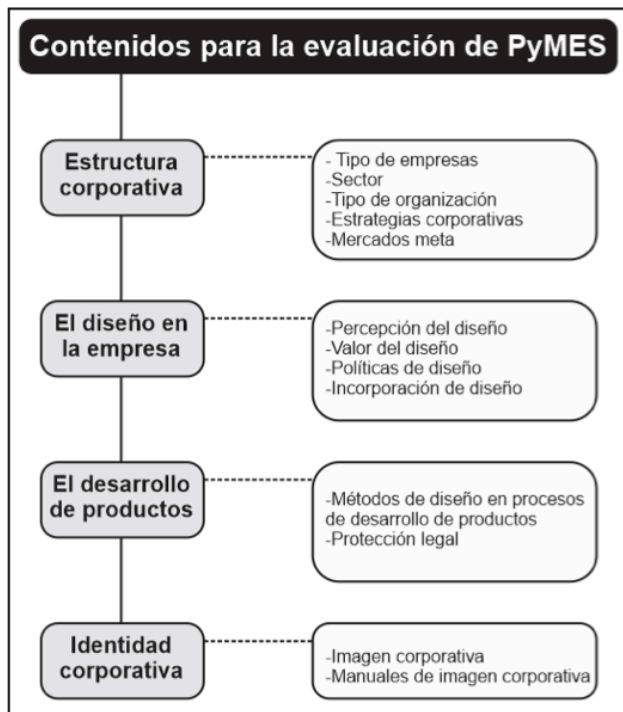 Contenidos para la evaluación de PyMES
Estructura
corporativa
- Tipo de empresas
-Sector
-Tipo de organización
-Estrategias corporativas
-Mercados meta
El diseño en
la empresa
-Percepción del diseño
-Valor del diseño
-Políticas de diseño
-Incorporación de diseño
El desarrollo
de productos
-Métodos de diseño en procesos
de desarrollo de productos
-Protección legal
Identidad
corporativa
-Imagen corporativa
-Manuales de imagen corporativa